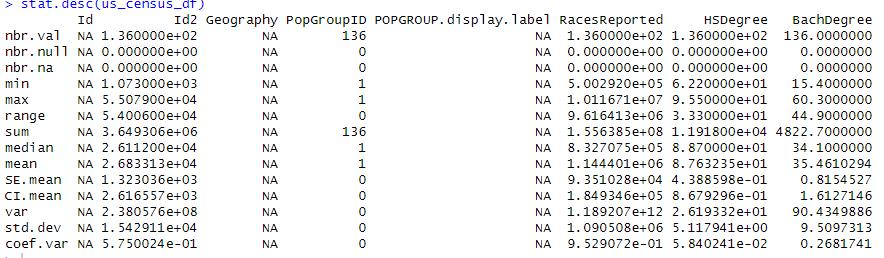 > stat.desc(us_census_df)
Id Id2 Geography PopGroupID POPGROUP.display.label RacesReported HSDegree BachDegree
nbr.val NA 1.360000e+02 NA 136 NA 1.360000e+02 1.360000e+02 136.0000000
nbr.null NA 0.000000e+00 NA 0 NA 0.000000e+00 0.000000e+00 0.0000000
nbr.na NA 0.000000e+00 NA 0 NA 0.000000e+00 0.000000e+00 0.0000000
min NA 1.073000e+03 NA 1 NA 5.002920e+05 6.220000e+01 15.4000000
max NA 5.507900e+04 NA 1 NA 1.011671e+07 9.550000e+01 60.3000000
range NA 5.400600e+04 NA 0 NA 9.616413e+06 3.330000e+01 44.9000000
sum NA 3.649306e+06 NA 136 NA 1.556385e+08 1.191800e+04 4822.7000000
median NA 2.611200e+04 NA 1 NA 8.327075e+05 8.870000e+01 34.1000000
mean NA 2.683313e+04 NA 1 NA 1.144401e+06 8.763235e+01 35.4610294
SE.mean NA 1.323036e+03 NA 0 NA 9.351028e+04 4.388598e-01 0.8154527
CI.mean NA 2.616557e+03 NA 0 NA 1.849346e+05 8.679296e-01 1.6127146
var NA 2.380576e+08 NA 0 NA 1.189207e+12 2.619332e+01 90.4349886
std.dev NA 1.542911e+04 NA 0 NA 1.090508e+06 5.117941e+00 9.5097313
coef.var NA 5.750024e-01 NA 0 NA 9.529072e-01 5.840241e-02 0.2681741